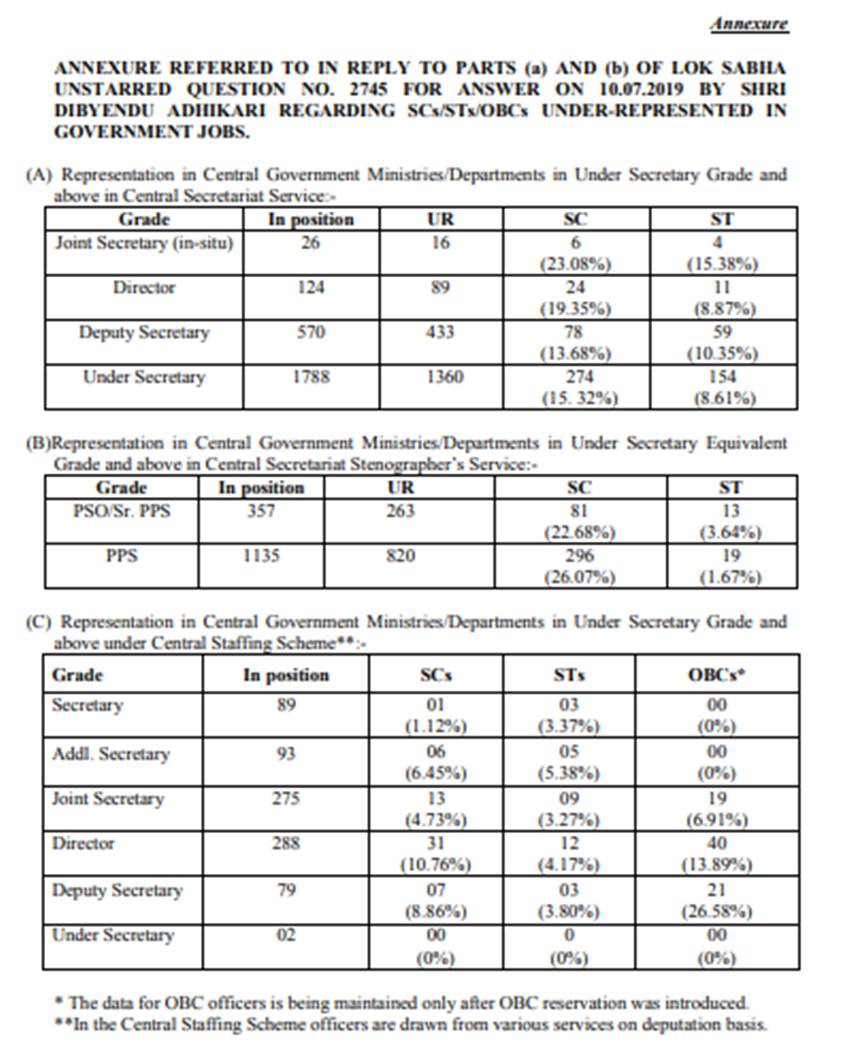 Annexure
ANNEXURE REFERRED TO IN REPLY TO PARTS (a) AND (b) OF LOK SABHA
UNSTARRED QUESTION NO. 2745 FOR ANSWER ON 10.07.2019 BY SHRI
DIBYENDU ADHIKARI REGARDING SCs/STs/OBCs UNDER-REPRESENTED IN
GOVERNMENT JOBS.
(A) Representation in Central Government Ministries/Departments in Under Secretary Grade and
above in Central Secretariat Service:-
Grade In position UR SC ST
Joint Secretary (in-situ) 26 16 6 4
(23.08%) (15.38%)
Director 124 89 24 11
(19.35%) (8.87%)
Deputy Secretary 570 433 78 59
(13.68%) (10.35%)
Under Secretary 1788 1360 274 154
(15. 32%) (8.61%)
(B)Representation in Central Government Ministries/Departments in Under Secretary Equivalent
Grade and above in Central Secretariat Stenographer's Service:-
Grade In position UR SC ST
PSO/Sr. PPS 357 263 81 13
(22.68%) (3.64%)
PPS 1135 820 296 19
(26.07%) (1.67%)
(C) Representation in Central Government Ministries/Departments in Under Secretary Grade and
above under Central Staffing Scheme**:-
Grade In position SCs STs OBCs*
Secretary 89 01 03 00
(1.12%) (3.37%) (0%)
Addl. Secretary 93 06 05 00
(6.45%) (5.38%) (0%)
Joint Secretary 275 13 09 19
(4.73%) (3.27%) (6.91%)
Director 288 31 12 40
(10.76%) (4.17%) (13.89%)
Deputy Secretary 79 07 03 21
(8.86%) (3.80%) (26.58%)
Under Secretary 02 00 0 00
(0%) (0%) (0%)
* The data for OBC officers is being maintained only after OBC reservation was introduced.
**In the Central Staffing Scheme officers are drawn from various services on deputation basis.